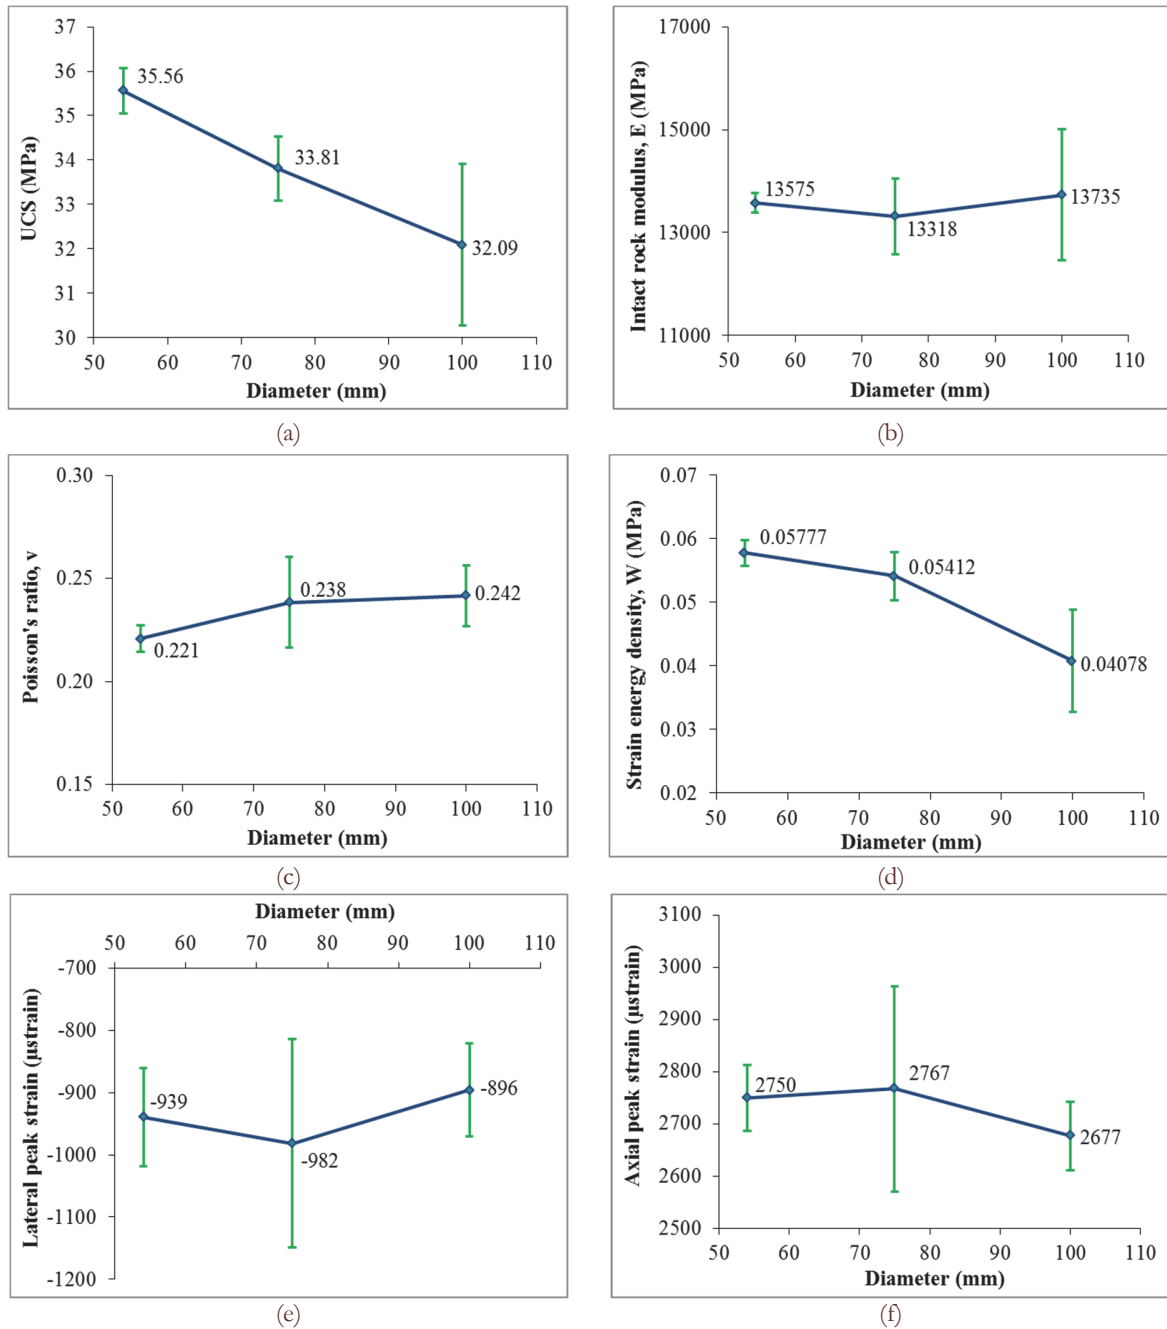 37
36
35
34
33
32
31
30
UCS (MPa)
35.56
33.81
32.09
50 60 70 80 90 100 110
Diameter (mm)
(a)
17000
15000
13000
11000
Intact rock modulus, E (MPa)
13575
13318
13735
50 60 70 80 90 100 110
Diameter (mm)
(b)
0.30
0.25
0.20
0.15
Poisson's ratio, v
0.221
0.238
0.242
50 60 70 80 90 100 110
Diameter (mm)
(c)
0.07
0.06
0.05
0.04
0.03
0.02
Strain energy density, W (MPa)
0.05777
0.05412
0.04078
50 60 70 80 90 100 110
Diameter (mm)
(d)
Diameter (mm)
50 60 70 80 90 100 110
-700
-800
-900
-1000
-1100
-1200
Lateral peak strain (µstrain)
-939
-982
-896
(e)
3100
3000
2900
2800
2700
2600
2500
Axial peak strain (µstrain)
2750
2767
2677
50 60 70 80 90 100 110
Diameter (mm)
(f)